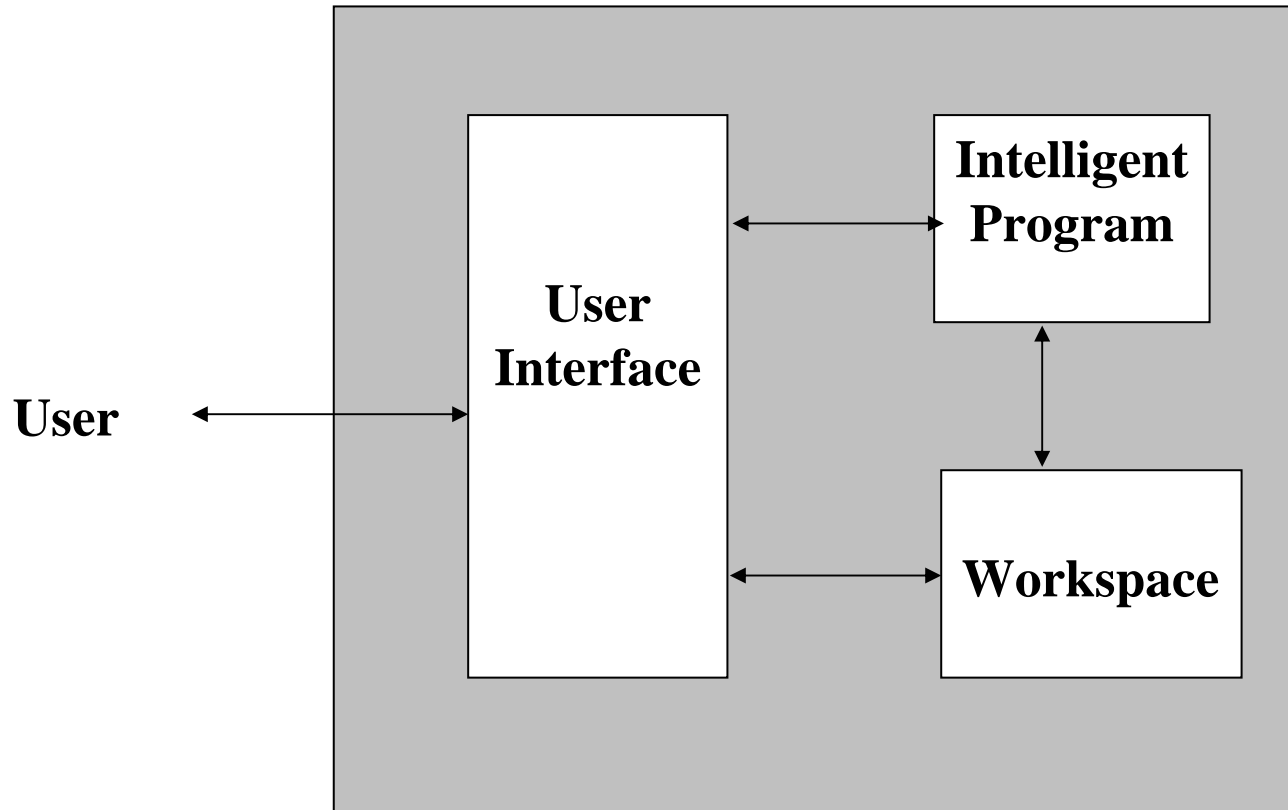 User
User
Interface
Intelligent
Program
Workspace